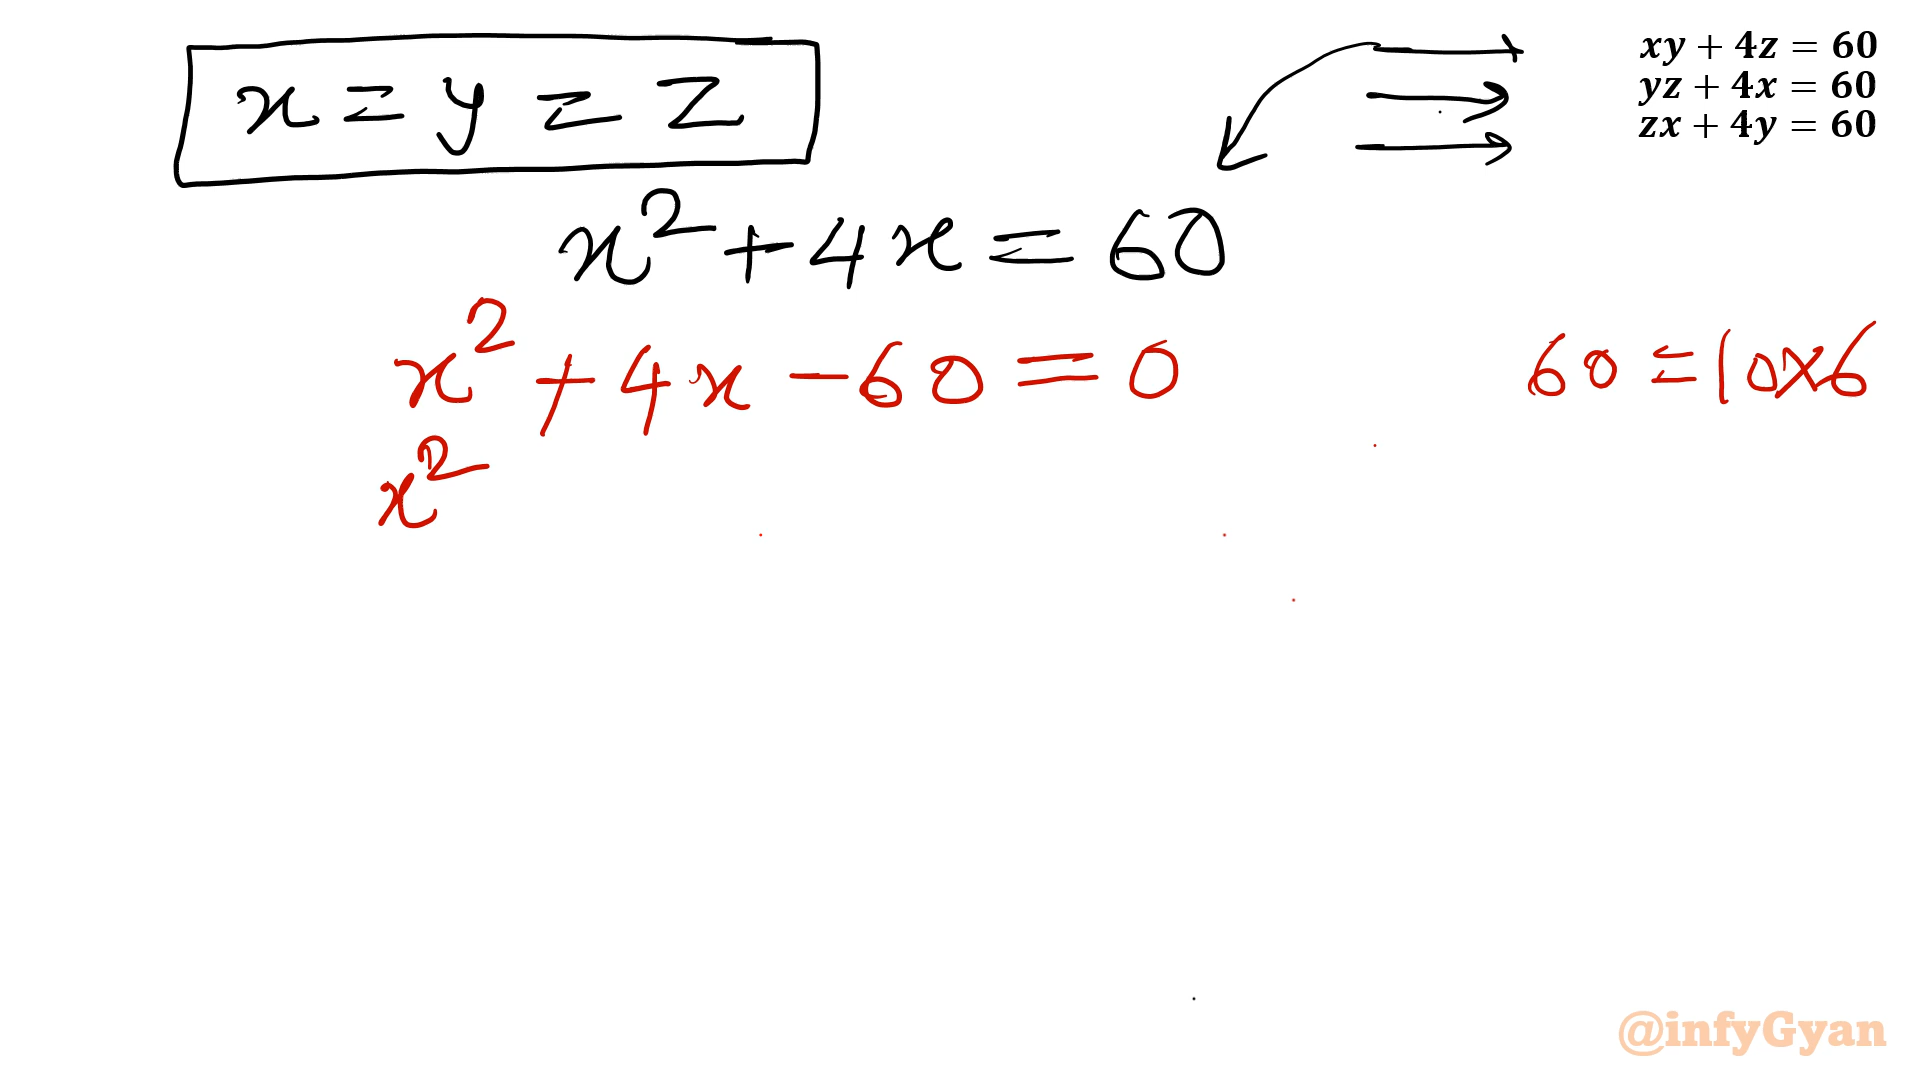 x = y = z
xy + 4z = 60
yz + 4x = 60
zx + 4y = 60
x² + 4x = 60
x² + 4x - 60 = 0
60 = 10×6
x²
@infyGyan